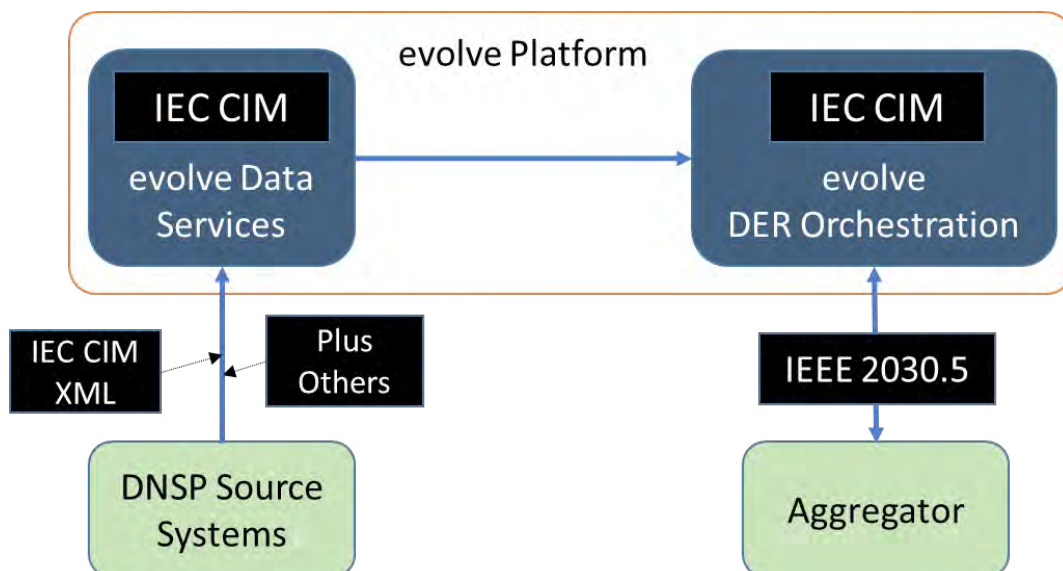 evolve Platform
IEC CIM
evolve Data
Services
IEC CIM
evolve
DER Orchestration
IEC CIM
XML
Plus
Others
IEEE 2030.5
DNSP Source
Systems
Aggregator